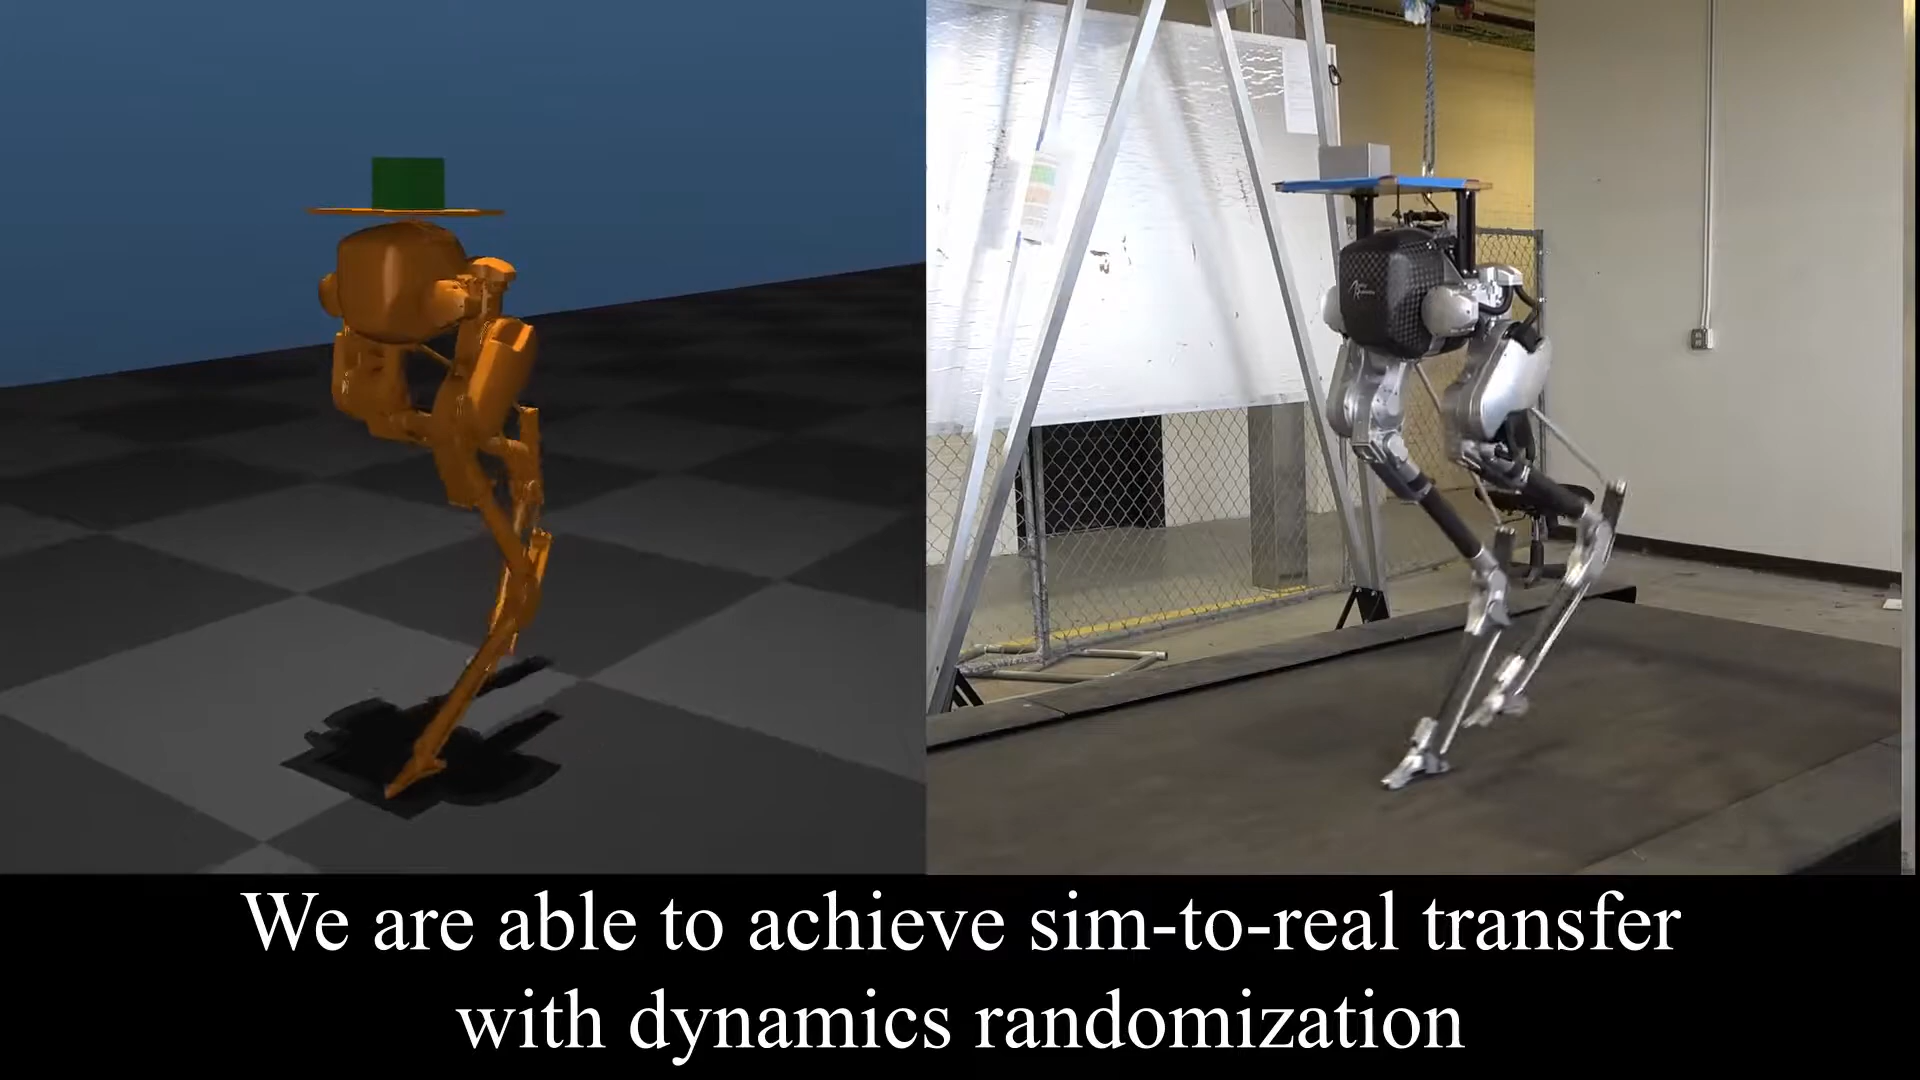 We are able to achieve sim-to-real transfer
with dynamics randomization